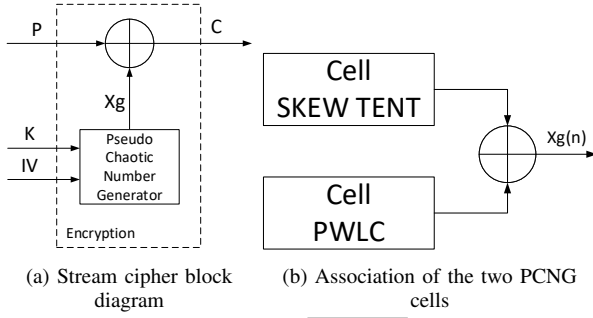 P
C
Xg
K
IV
Pseudo
Chaotic
Number
Generator
Encryption
(a) Stream cipher block
diagram
Cell
SKEW TENT
Xg(n)
Cell
PWLC
(b) Association of the two PCNG
cells